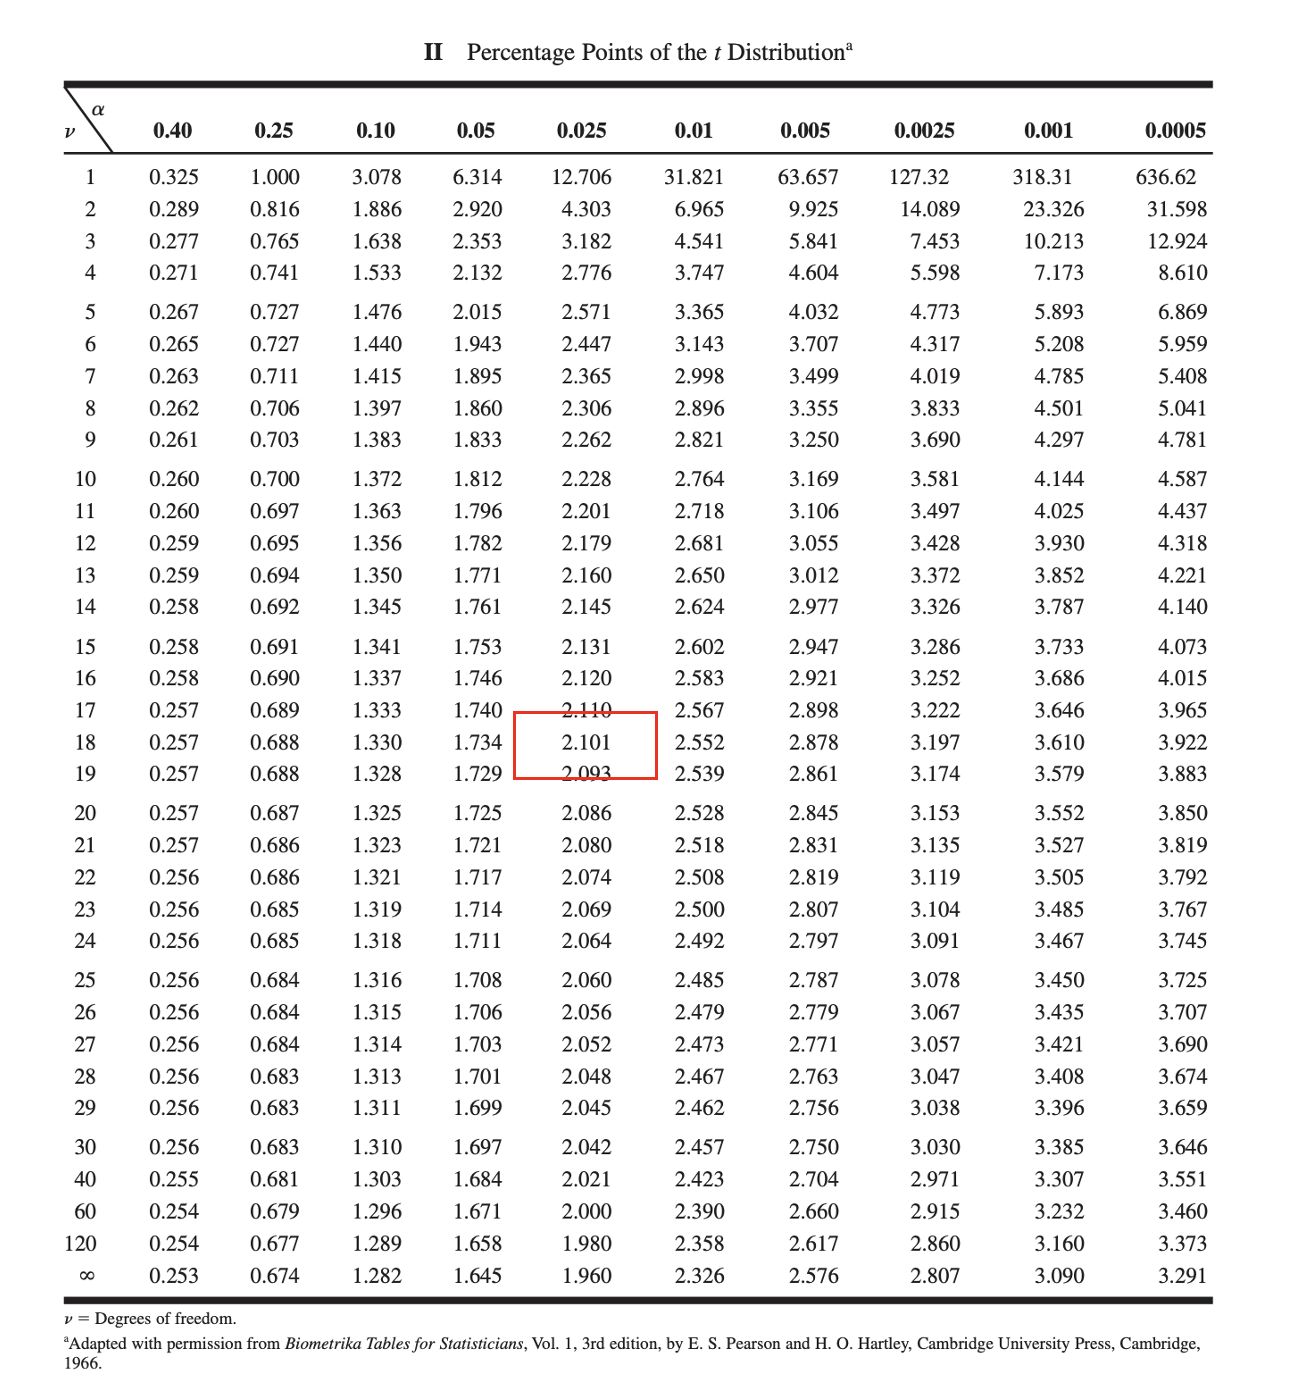 II Percentage Points of the t Distributionᵃ
α
ν 0.40 0.25 0.10 0.05 0.025 0.01 0.005 0.0025 0.001 0.0005
1 0.325 1.000 3.078 6.314 12.706 31.821 63.657 127.32 318.31 636.62
2 0.289 0.816 1.886 2.920 4.303 6.965 9.925 14.089 23.326 31.598
3 0.277 0.765 1.638 2.353 3.182 4.541 5.841 7.453 10.213 12.924
4 0.271 0.741 1.533 2.132 2.776 3.747 4.604 5.598 7.173 8.610
5 0.267 0.727 1.476 2.015 2.571 3.365 4.032 4.773 5.893 6.869
6 0.265 0.727 1.440 1.943 2.447 3.143 3.707 4.317 5.208 5.959
7 0.263 0.711 1.415 1.895 2.365 2.998 3.499 4.019 4.785 5.408
8 0.262 0.706 1.397 1.860 2.306 2.896 3.355 3.833 4.501 5.041
9 0.261 0.703 1.383 1.833 2.262 2.821 3.250 3.690 4.297 4.781
10 0.260 0.700 1.372 1.812 2.228 2.764 3.169 3.581 4.144 4.587
11 0.260 0.697 1.363 1.796 2.201 2.718 3.106 3.497 4.025 4.437
12 0.259 0.695 1.356 1.782 2.179 2.681 3.055 3.428 3.930 4.318
13 0.259 0.694 1.350 1.771 2.160 2.650 3.012 3.372 3.852 4.221
14 0.258 0.692 1.345 1.761 2.145 2.624 2.977 3.326 3.787 4.140
15 0.258 0.691 1.341 1.753 2.131 2.602 2.947 3.286 3.733 4.073
16 0.258 0.690 1.337 1.746 2.120 2.583 2.921 3.252 3.686 4.015
17 0.257 0.689 1.333 1.740 2.110 2.567 2.898 3.222 3.646 3.965
18 0.257 0.688 1.330 1.734 2.101 2.552 2.878 3.197 3.610 3.922
19 0.257 0.688 1.328 1.729 2.093 2.539 2.861 3.174 3.579 3.883
20 0.257 0.687 1.325 1.725 2.086 2.528 2.845 3.153 3.552 3.850
21 0.257 0.686 1.323 1.721 2.080 2.518 2.831 3.135 3.527 3.819
22 0.256 0.686 1.321 1.717 2.074 2.508 2.819 3.119 3.505 3.792
23 0.256 0.685 1.319 1.714 2.069 2.500 2.807 3.104 3.485 3.767
24 0.256 0.685 1.318 1.711 2.064 2.492 2.797 3.091 3.467 3.745
25 0.256 0.684 1.316 1.708 2.060 2.485 2.787 3.078 3.450 3.725
26 0.256 0.684 1.315 1.706 2.056 2.479 2.779 3.067 3.435 3.707
27 0.256 0.684 1.314 1.703 2.052 2.473 2.771 3.057 3.421 3.690
28 0.256 0.683 1.313 1.701 2.048 2.467 2.763 3.047 3.408 3.674
29 0.256 0.683 1.311 1.699 2.045 2.462 2.756 3.038 3.396 3.659
30 0.256 0.683 1.310 1.697 2.042 2.457 2.750 3.030 3.385 3.646
40 0.255 0.681 1.303 1.684 2.021 2.423 2.704 2.971 3.307 3.551
60 0.254 0.679 1.296 1.671 2.000 2.390 2.660 2.915 3.232 3.460
120 0.254 0.677 1.289 1.658 1.980 2.358 2.617 2.860 3.160 3.373
∞ 0.253 0.674 1.282 1.645 1.960 2.326 2.576 2.807 3.090 3.291
ν = Degrees of freedom.
ᵃAdapted with permission from Biometrika Tables for Statisticians, Vol. 1, 3rd edition, by E. S. Pearson and H. O. Hartley, Cambridge University Press, Cambridge,
1966.